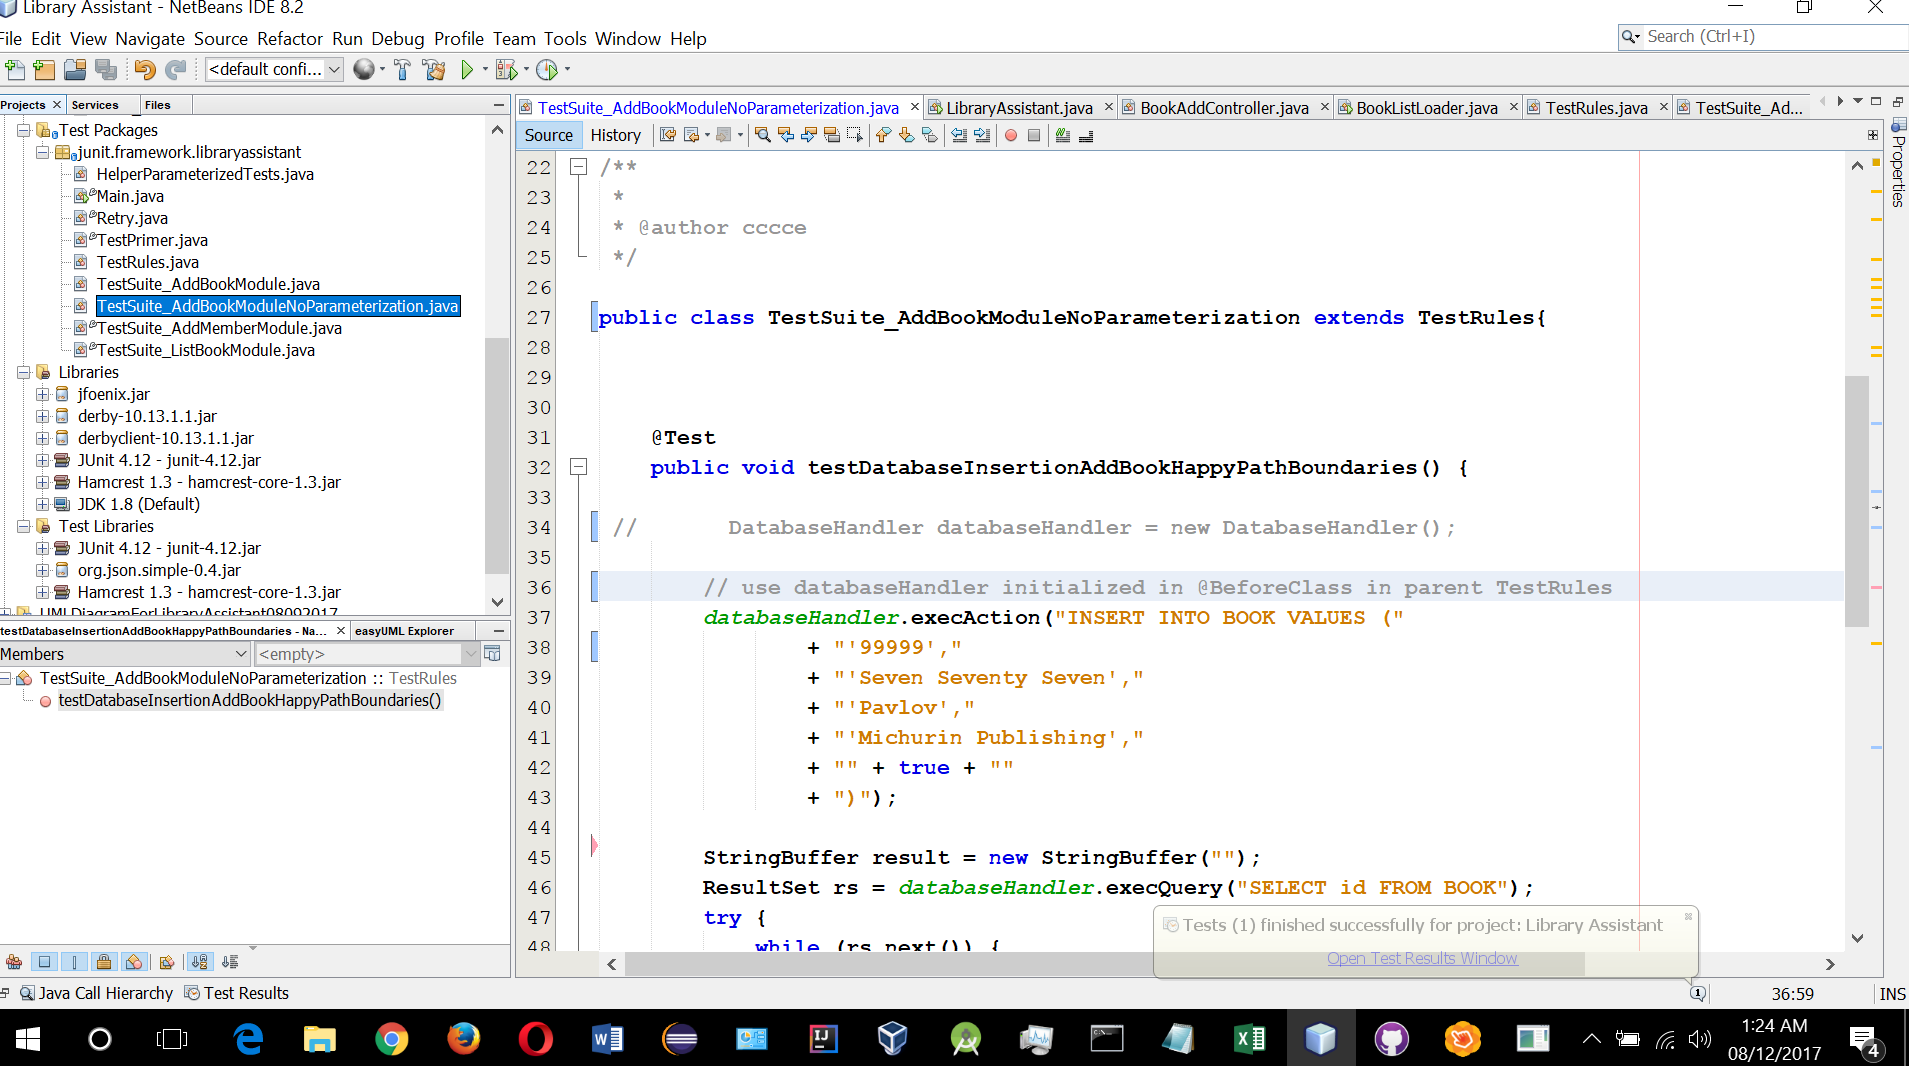 Library Assistant - NetBeans IDE 8.2
File Edit View Navigate Source Refactor Run Debug Profile Team Tools Window Help
Search (Ctrl+I)
<default confi...
Projects Services Files
Test Packages
junit.framework.libraryassistant
HelperParameterizedTests.java
Main.java
Retry.java
TestPrimer.java
TestRules.java
TestSuite_AddBookModule.java
TestSuite_AddBookModuleNoParameterization.java
TestSuite_AddMemberModule.java
TestSuite_ListBookModule.java
Libraries
jfoenix.jar
derby-10.13.1.1.jar
derbyclient-10.13.1.1.jar
JUnit 4.12 - junit-4.12.jar
Hamcrest 1.3 - hamcrest-core-1.3.jar
JDK 1.8 (Default)
Test Libraries
JUnit 4.12 - junit-4.12.jar
org.json.simple-0.4.jar
Hamcrest 1.3 - hamcrest-core-1.3.jar
UMLDiagramForLibraryAssistant08092017
testDatabaseInsertionAddBookHappyPathBoundaries - Na... easyUML Explorer
Members <empty>
TestSuite_AddBookModuleNoParameterization :: TestRules
testDatabaseInsertionAddBookHappyPathBoundaries()
TestSuite_AddBookModuleNoParameterization.java LibraryAssistant.java BookAddController.java BookListLoader.java TestRules.java TestSuite_Ad...
Source History
Properties
22 /**
23 *
24 * @author cccce
25 */
26
27 public class TestSuite_AddBookModuleNoParameterization extends TestRules{
28
29
30
31 @Test
32 public void testDatabaseInsertionAddBookHappyPathBoundaries() {
33
34 // DatabaseHandler databaseHandler = new DatabaseHandler();
35
36 // use databaseHandler initialized in @BeforeClass in parent TestRules
37 databaseHandler.execAction("INSERT INTO BOOK VALUES ("
38 + "'99999',"
39 + "'Seven Seventy Seven',"
40 + "'Pavlov',"
41 + "'Michurin Publishing',"
42 + "" + true + ""
43 + ")");
44
45 StringBuffer result = new StringBuffer("");
46 ResultSet rs = databaseHandler.execQuery("SELECT id FROM BOOK");
47 try {
48 while (rs.next()) {
Tests (1) finished successfully for project: Library Assistant
Open Test Results Window
Java Call Hierarchy Test Results
1 36:59 INS
1:24 AM
08/12/2017
4